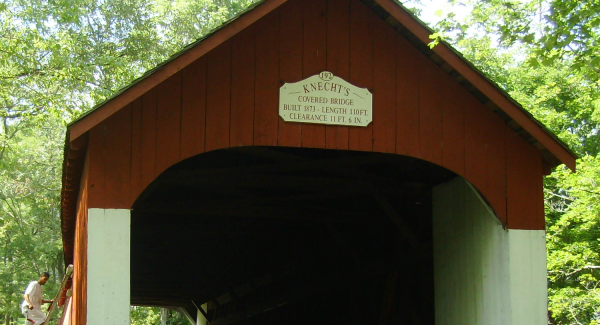 192
KNECHT'S
COVERED BRIDGE
BUILT 1873 - LENGTH 110FT.
CLEARANCE 11 FT. 6 IN.